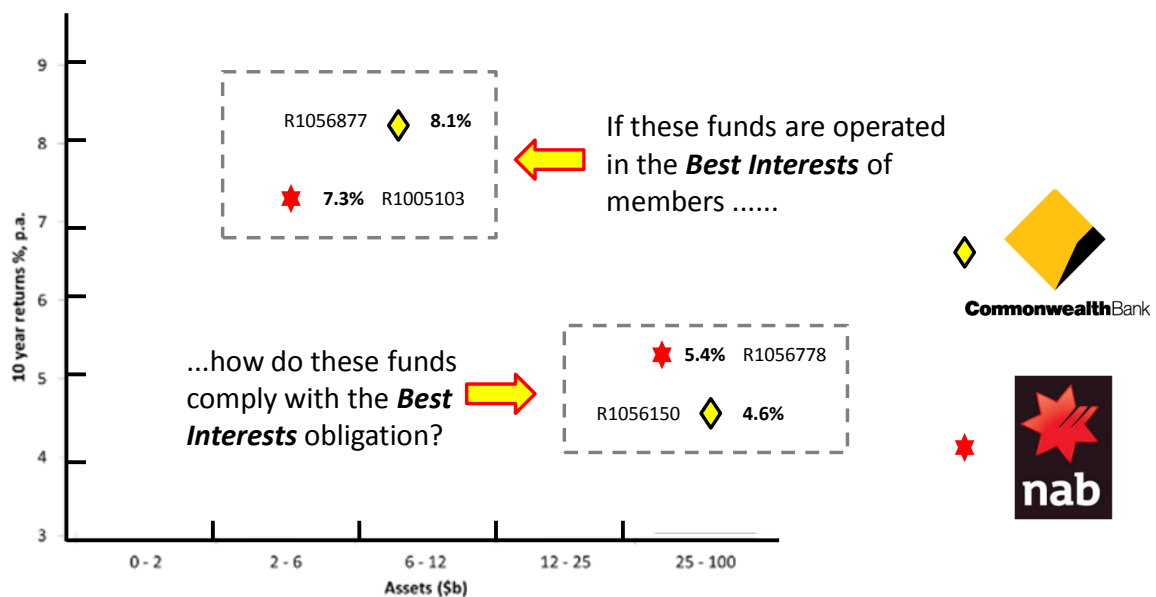 9
8
7
6
5
4
3
10 year returns %, p.a.
R1056877 8.1%
7.3% R1005103
If these funds are operated
in the Best Interests of
members ......
CommonwealthBank
...how do these funds
comply with the Best
Interests obligation?
5.4% R1056778
R1056150 4.6%
nab
0 - 2 2 - 6 6 - 12 12 - 25 25 - 100
Assets ($b)